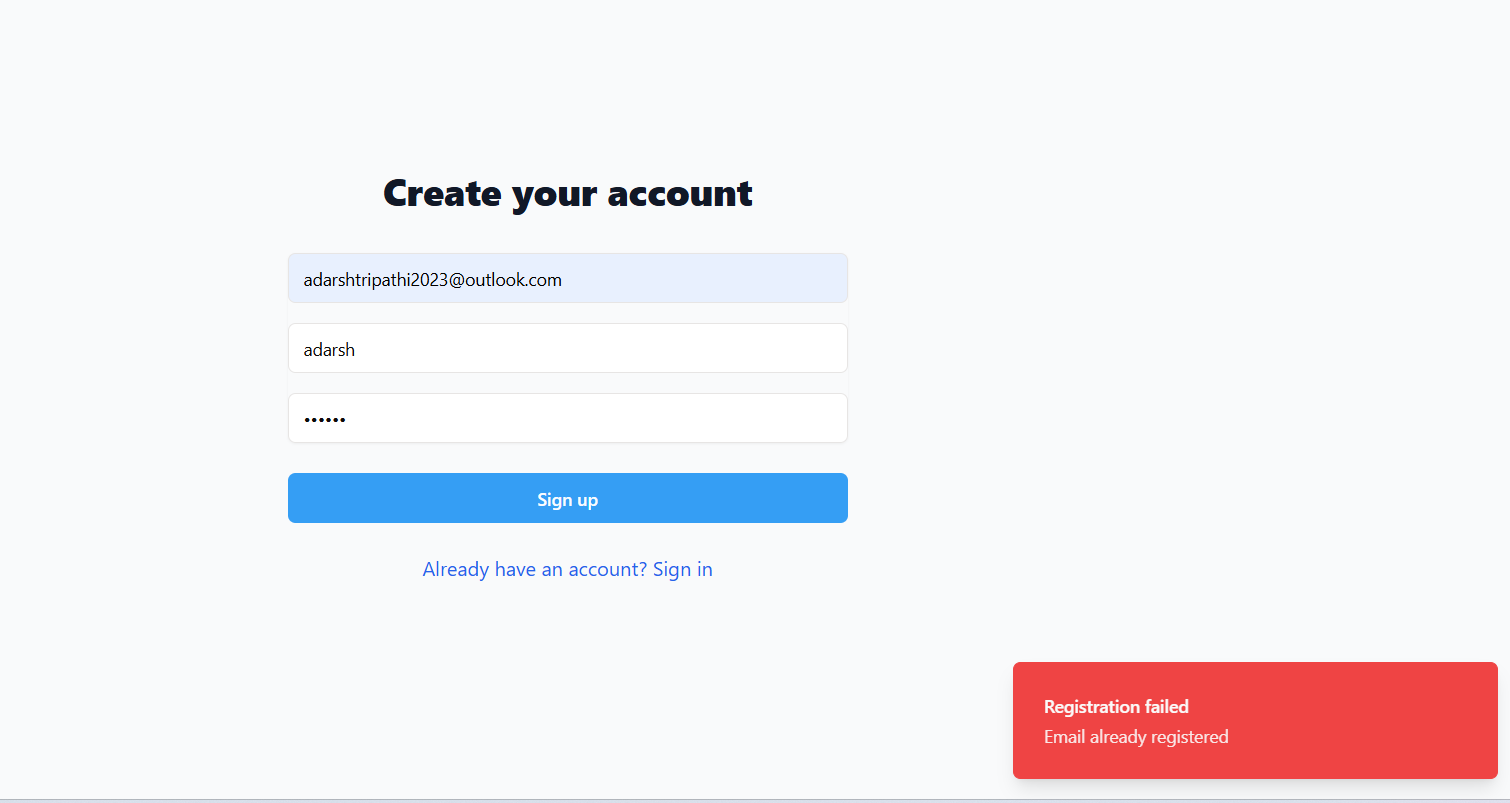 Create your account
adarshtripathi2023@outlook.com
adarsh
••••••
Sign up
Already have an account? Sign in
Registration failed
Email already registered